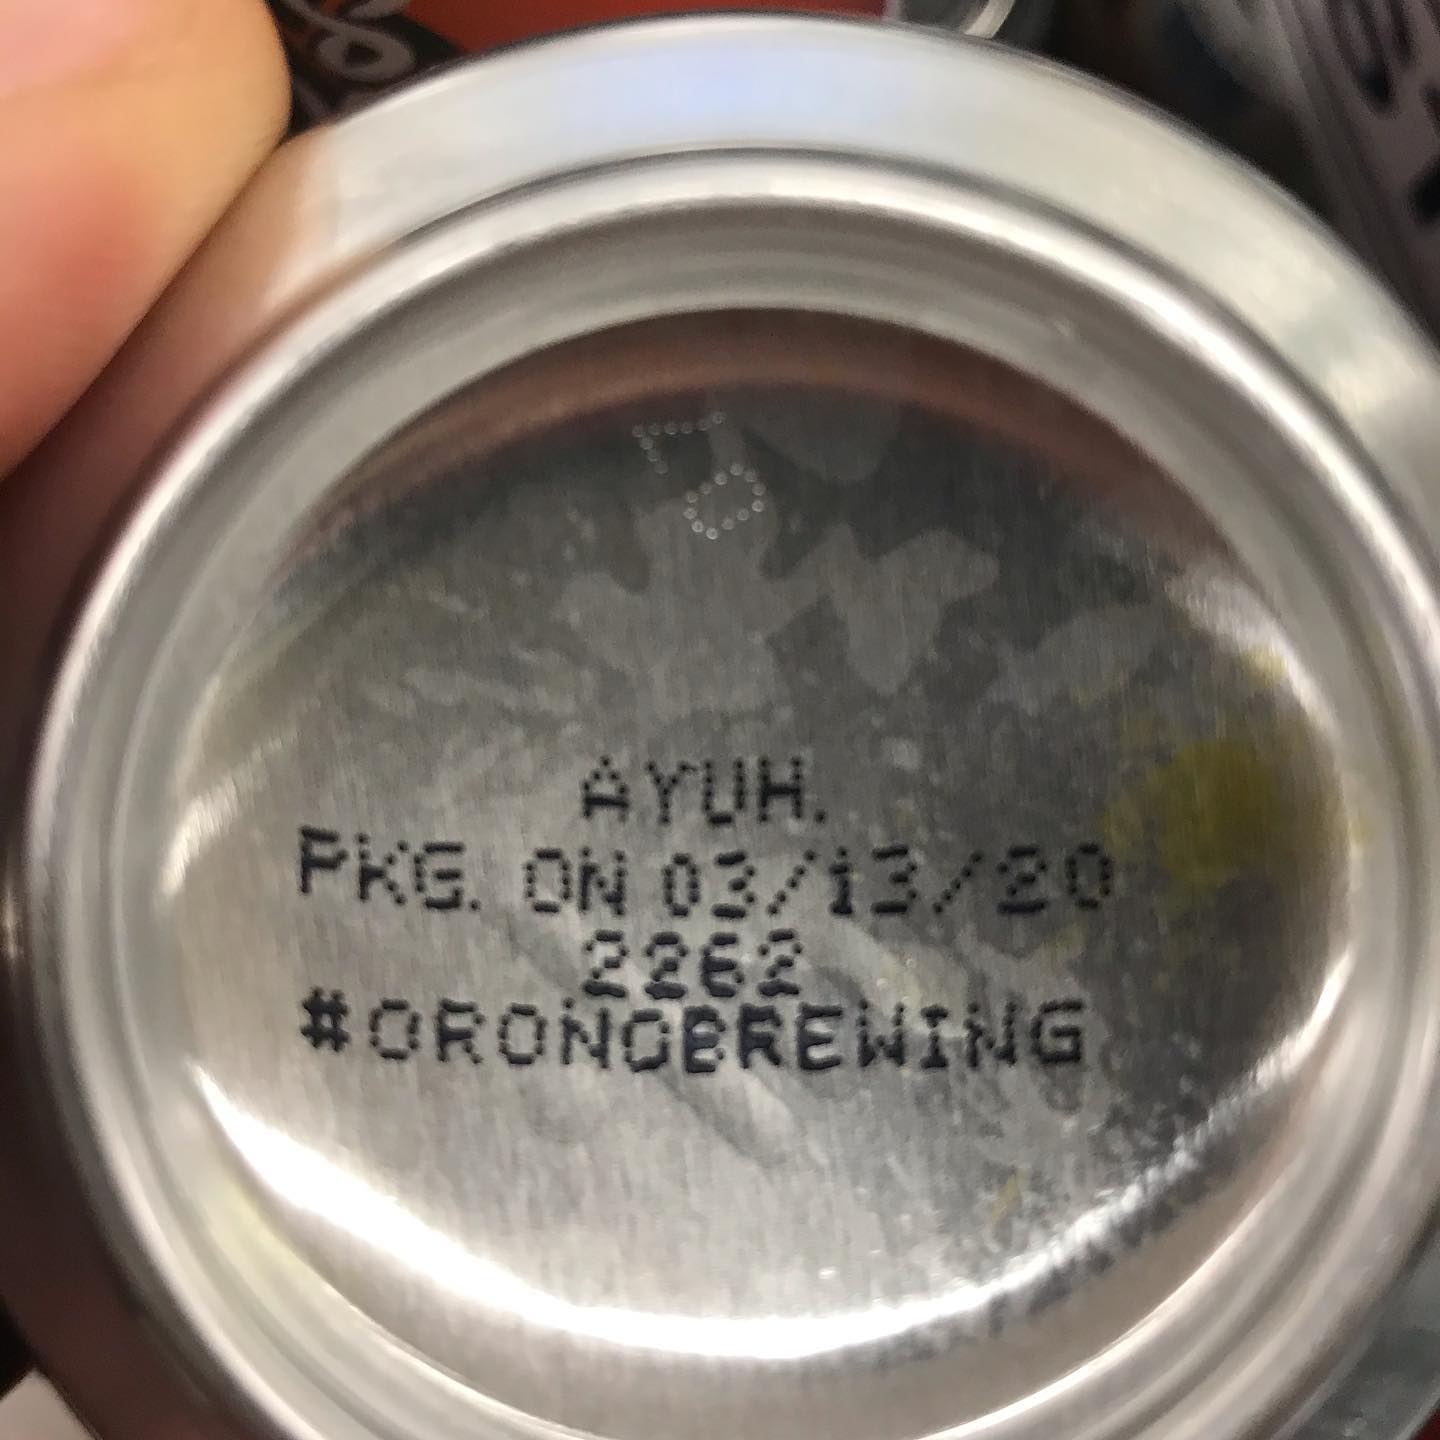 AYUH.
PKG. ON 03/13/20
2262
#ORONOBREWING